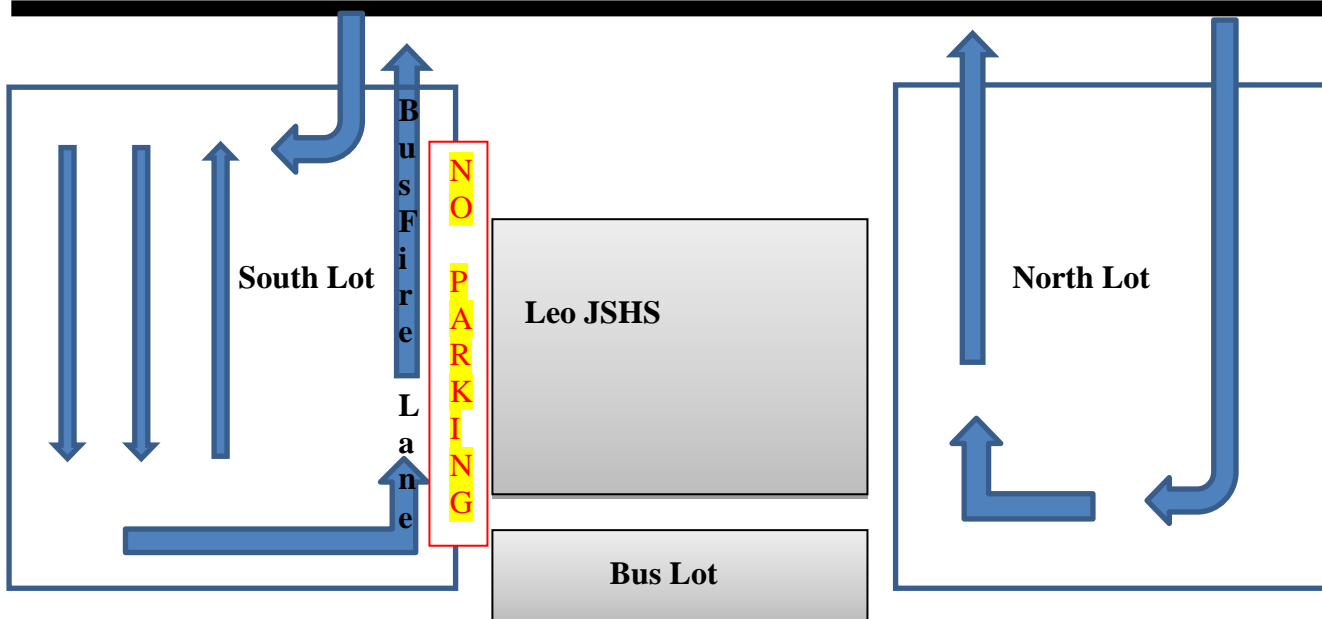 Bus Fire Lane
NO PARKING
South Lot
Leo JSHS
North Lot
Bus Lot